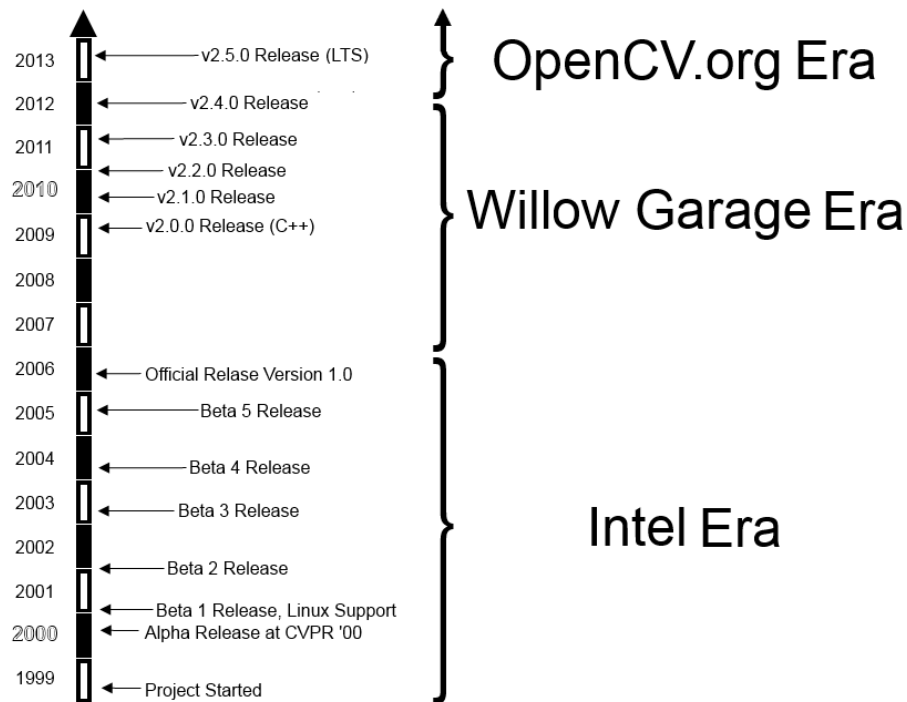 2013
v2.5.0 Release (LTS)
OpenCV.org Era
2012
v2.4.0 Release
2011
v2.3.0 Release
v2.2.0 Release
2010
v2.1.0 Release
Willow Garage Era
2009
v2.0.0 Release (C++)
2008
2007
2006
Official Relase Version 1.0
2005
Beta 5 Release
2004
Beta 4 Release
2003
Beta 3 Release
Intel Era
2002
Beta 2 Release
2001
Beta 1 Release, Linux Support
2000
Alpha Release at CVPR '00
1999
Project Started